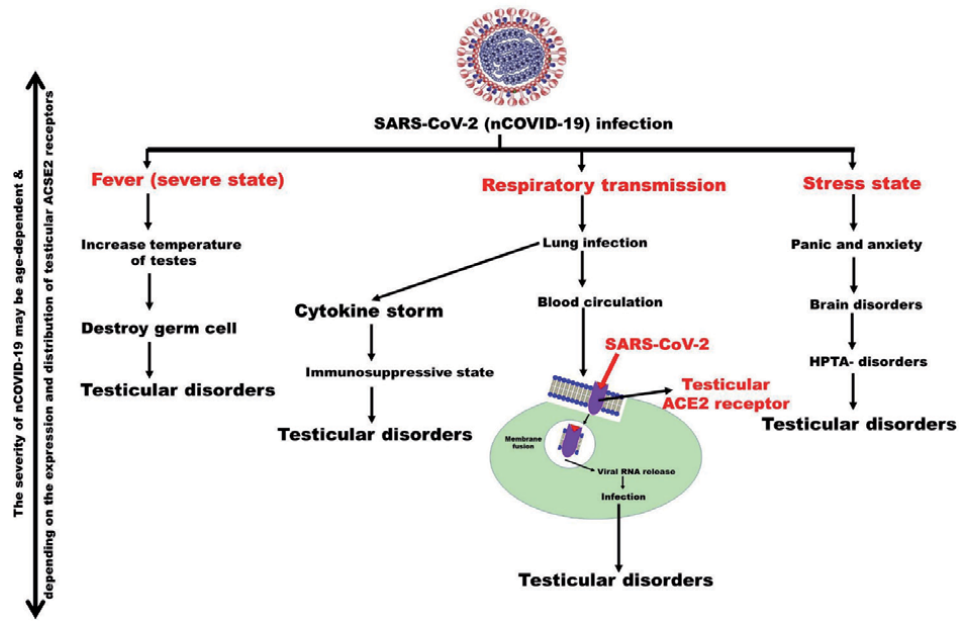 SARS-CoV-2 (nCOVID-19) infection
The severity of nCOVID-19 may be age-dependent &
depending on the expression and distribution of testicular ACSE2 receptors
Fever (severe state)
Increase temperature
of testes
Destroy germ cell
Testicular disorders
Respiratory transmission
Lung infection
Cytokine storm
Immunosuppressive state
Testicular disorders
Blood circulation
SARS-CoV-2
Testicular
ACE2 receptor
Membrane
fusion
Viral RNA release
Infection
Testicular disorders
Stress state
Panic and anxiety
Brain disorders
HPTA- disorders
Testicular disorders